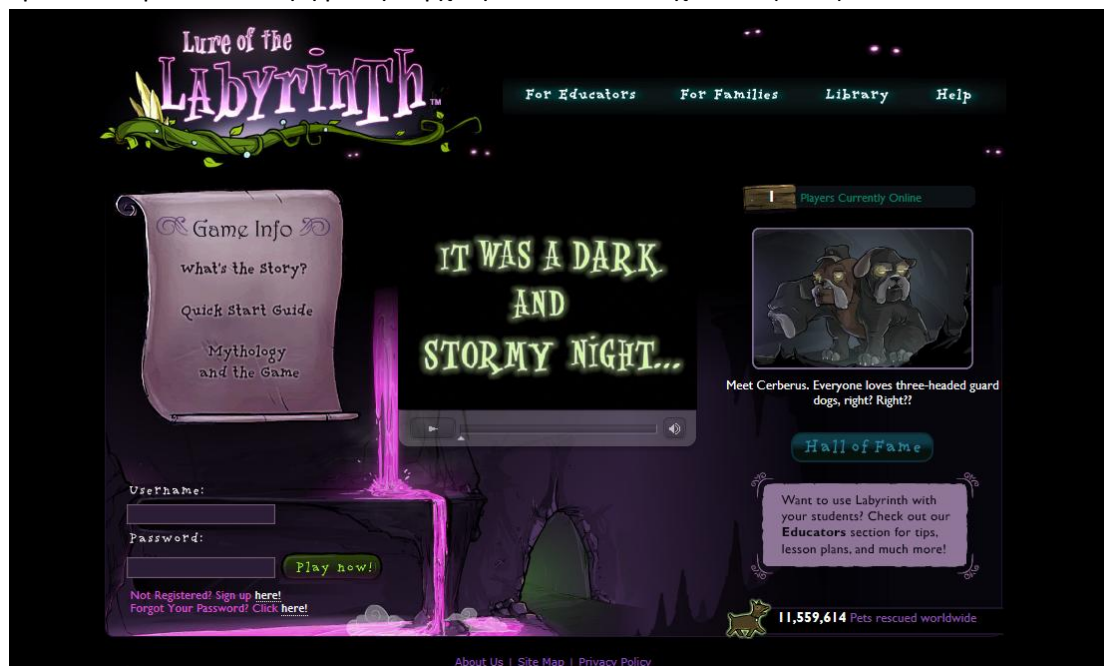 Lure of the
Labyrinth™
For Educators For Families Library Help
Game Info
What's the Story?
Quick Start Guide
Mythology
and the Game
IT WAS A DARK
AND
STORMY NIGHT...
1 Players Currently Online
Meet Cerberus. Everyone loves three-headed guard
dogs, right? Right??
Hall of Fame
Want to use Labyrinth with
your students? Check out our
Educators section for tips,
lesson plans, and much more!
Username:
Password:
Play now!
Not Registered? Sign up here!
Forgot Your Password? Click here!
11,559,614 Pets rescued worldwide
About Us | Site Map | Privacy Policy